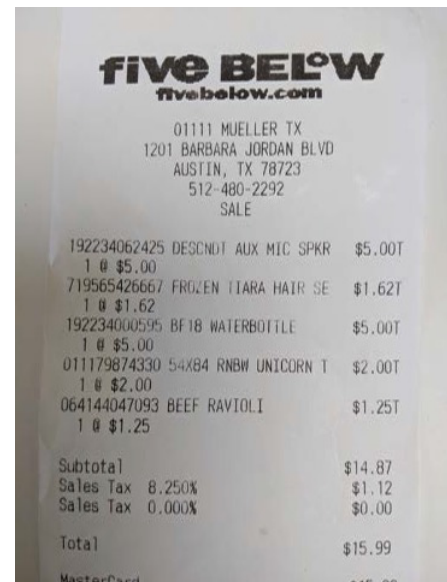 five BELOW
fivebelow.com
01111 MUELLER TX
1201 BARBARA JORDAN BLVD
AUSTIN, TX 78723
512-480-2292
SALE
192234062425 DESCNDT AUX MIC SPKR $5.00T
1 @ $5.00
719565426667 FROZEN TIARA HAIR SE $1.62T
1 @ $1.62
192234000595 BF18 WATERBOTTLE $5.00T
1 @ $5.00
011179874330 54X84 RNBW UNICORN T $2.00T
1 @ $2.00
064144047093 BEEF RAVIOLI $1.25T
1 @ $1.25
Subtotal $14.87
Sales Tax 8.250% $1.12
Sales Tax 0.000% $0.00
Total $15.99
MasterCard